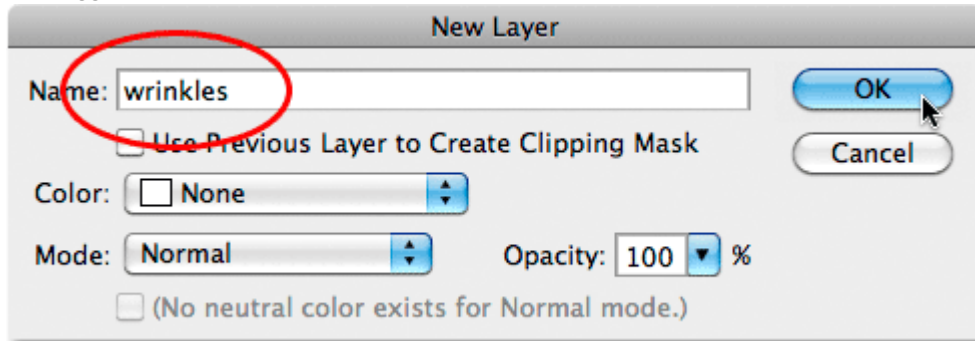 New Layer
Name: wrinkles OK
Use Previous Layer to Create Clipping Mask Cancel
Color: None
Mode: Normal Opacity: 100 %
(No neutral color exists for Normal mode.)